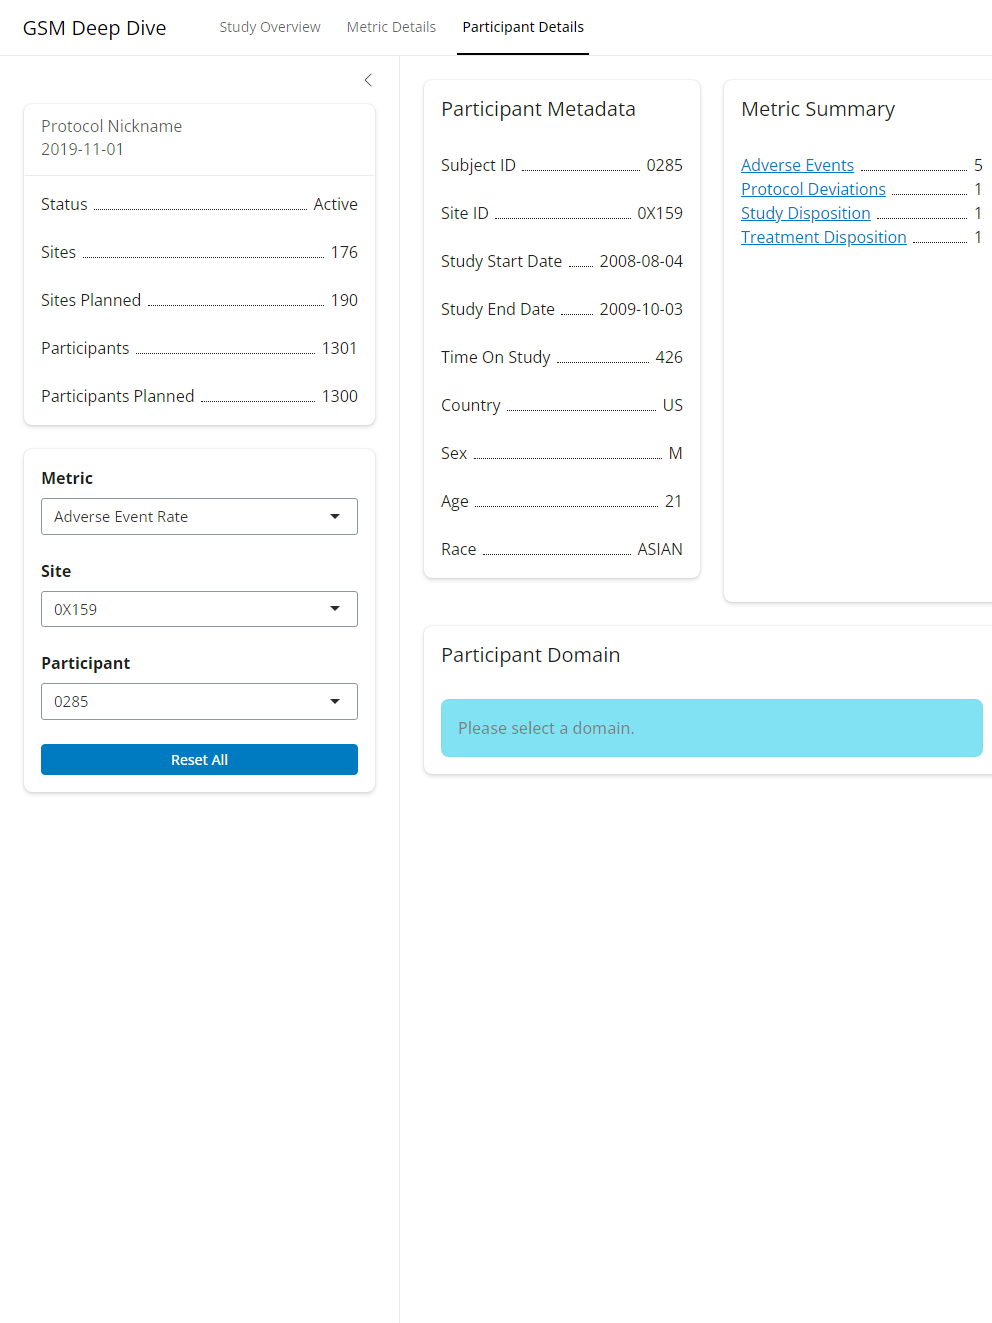 GSM Deep Dive
Study Overview
Metric Details
Participant Details
Protocol Nickname
2019-11-01
Status Active
Sites 176
Sites Planned 190
Participants 1301
Participants Planned 1300
Metric
Adverse Event Rate
Site
0X159
Participant
0285
Reset All
Participant Metadata
Subject ID 0285
Site ID 0X159
Study Start Date 2008-08-04
Study End Date 2009-10-03
Time On Study 426
Country US
Sex M
Age 21
Race ASIAN
Metric Summary
Adverse Events 5
Protocol Deviations 1
Study Disposition 1
Treatment Disposition 1
Participant Domain
Please select a domain.